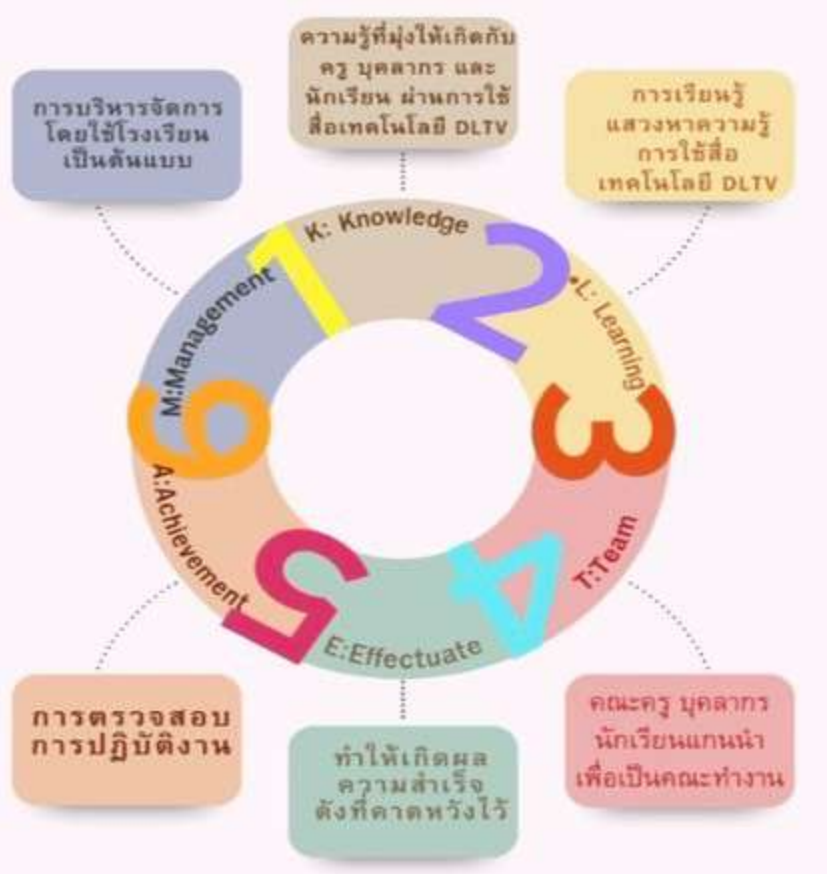 ความรู้ที่มุ่งให้เกิดกับ
ครู บุคลากร และ
นักเรียน ผ่านการใช้
สื่อเทคโนโลยี DLTV
การบริหารจัดการ
โดยใช้โรงเรียน
เป็นต้นแบบ
การเรียนรู้
แสวงหาความรู้
การใช้สื่อ
เทคโนโลยี DLTV
1
K: Knowledge
2
•L: Learning
3
T:Team
4
E:Effectuate
5
A:Achievement
6
M:Management
การตรวจสอบ
การปฏิบัติงาน
ทำให้เกิดผล
ความสำเร็จ
ดังที่คาดหวังไว้
คณะครู บุคลากร
นักเรียนแกนนำ
เพื่อเป็นคณะทำงาน